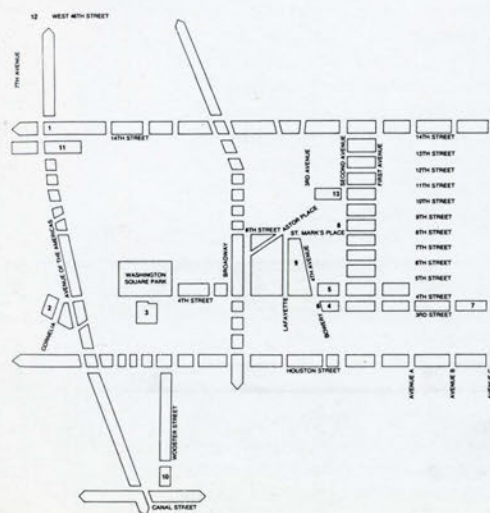 12 WEST 46TH STREET
7TH AVENUE
1
14TH STREET
14TH STREET
11
3RD AVENUE
SECOND AVENUE
FIRST AVENUE
13TH STREET
12TH STREET
11TH STREET
10TH STREET
9TH STREET
8TH STREET
7TH STREET
6TH STREET
5TH STREET
4TH STREET
3RD STREET
13
ASTOR PLACE
8TH STREET
ST. MARK'S PLACE
AVENUE OF THE AMERICAS
BROADWAY
9
4TH AVENUE
WASHINGTON
SQUARE PARK
4TH STREET
5
3
LAFAYETTE
BOWERY
4
7
CORNELIA
HOUSTON STREET
AVENUE A
AVENUE B
WOOSTER STREET
10
CANAL STREET